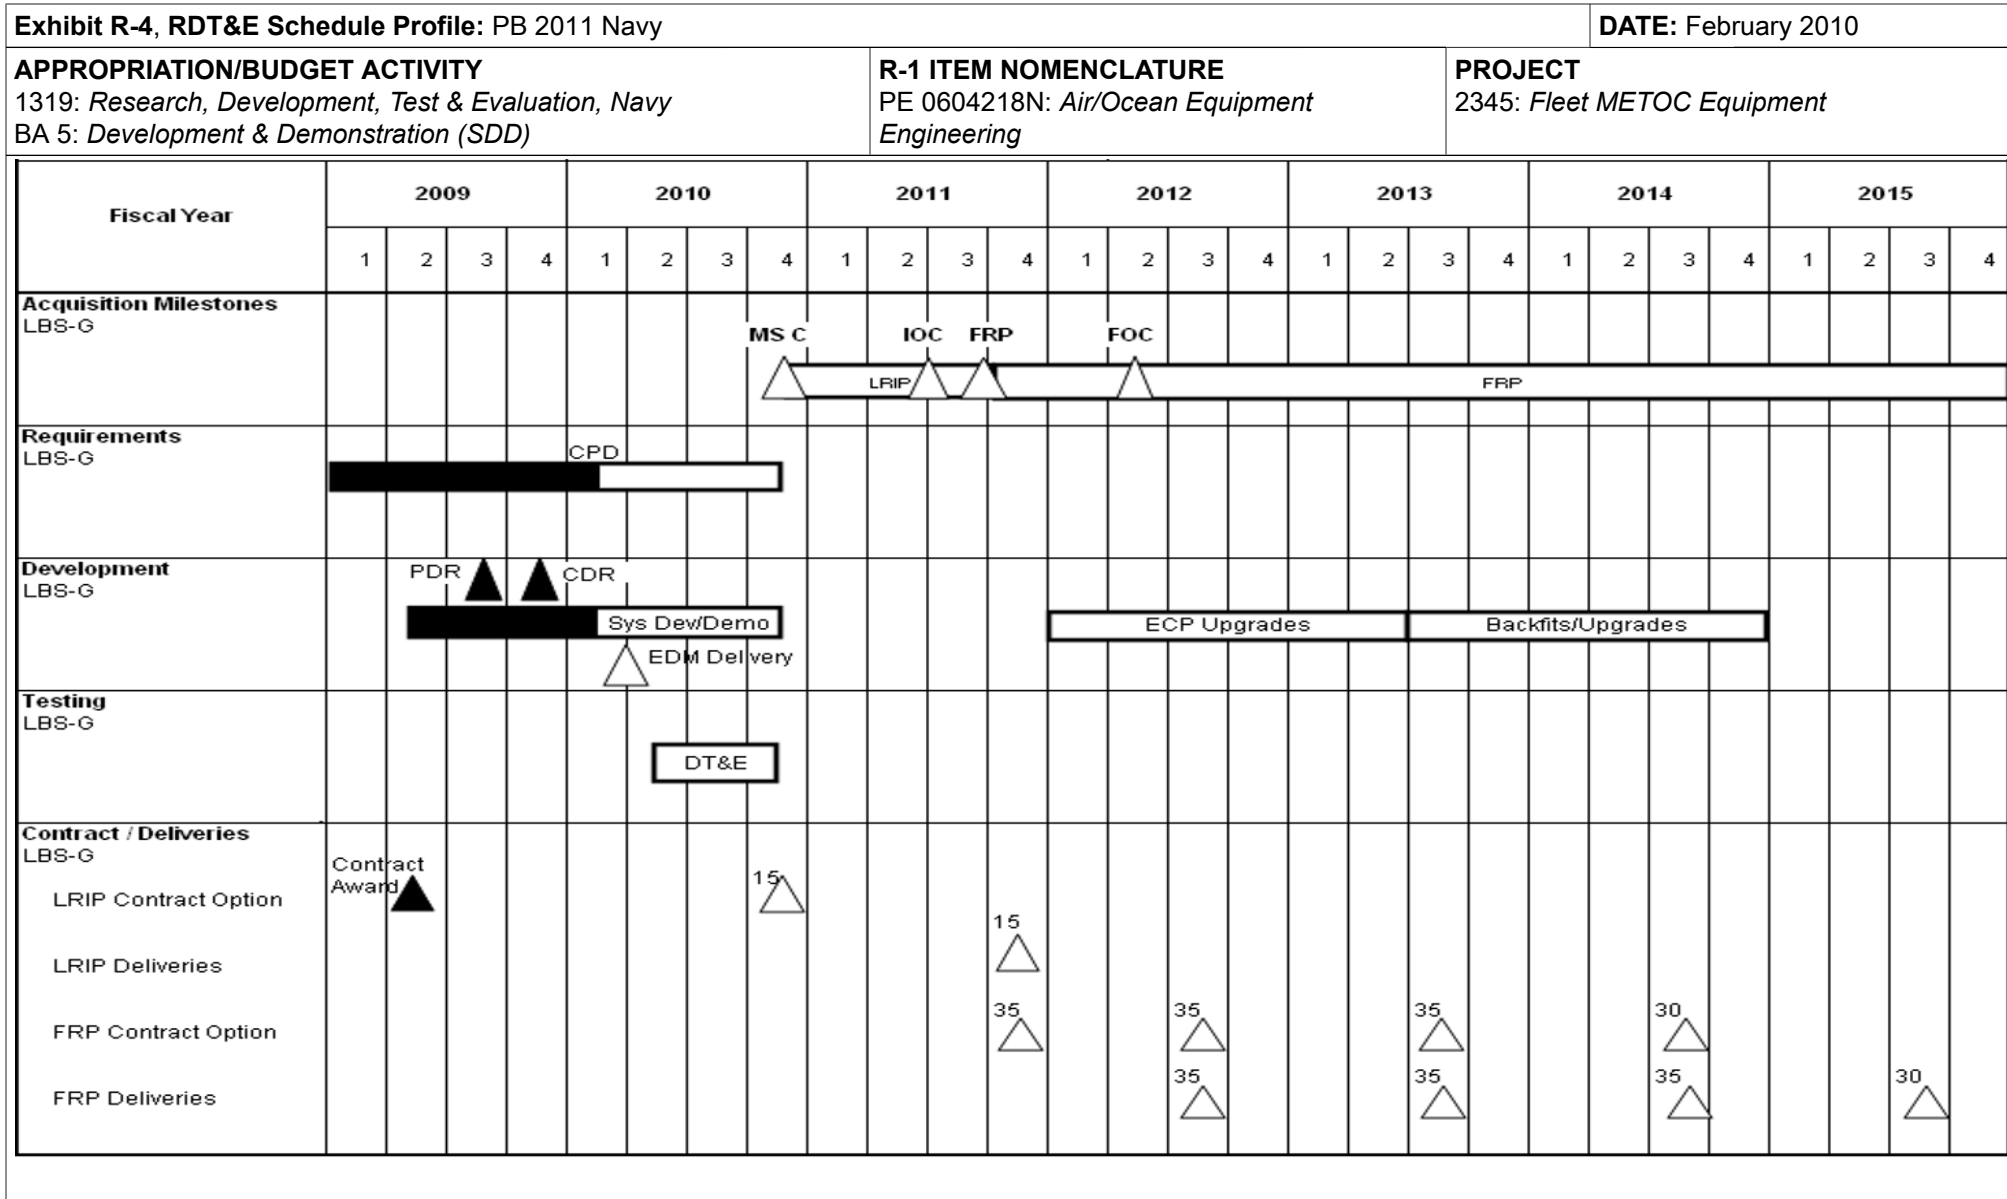 Exhibit R-4, RDT&E Schedule Profile: PB 2011 Navy
DATE: February 2010
APPROPRIATION/BUDGET ACTIVITY
1319: Research, Development, Test & Evaluation, Navy
BA 5: Development & Demonstration (SDD)
R-1 ITEM NOMENCLATURE
PE 0604218N: Air/Ocean Equipment
Engineering
PROJECT
2345: Fleet METOC Equipment
Fiscal Year
2009 2010 2011 2012 2013 2014 2015
1 2 3 4 1 2 3 4 1 2 3 4 1 2 3 4 1 2 3 4 1 2 3 4 1 2 3 4
Acquisition Milestones
LBS-G
MS C IOC FRP FOC
LRIP FRP
Requirements
LBS-G
CPD
Development
LBS-G
PDR CDR
Sys Dev/Demo ECP Upgrades Backfits/Upgrades
EDM Delivery
Testing
LBS-G
DT&E
Contract / Deliveries
LBS-G
Contract
Award
LRIP Contract Option 15
LRIP Deliveries 15
FRP Contract Option 35 35 35 30
FRP Deliveries 35 35 35 30